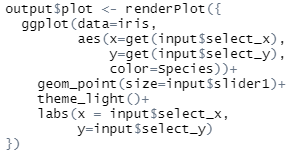 output$plot <- renderPlot({
  ggplot(data=iris,
         aes(x=get(input$select_x),
             y=get(input$select_y),
             color=Species))+
    geom_point(size=input$slider1)+
    theme_light()+
    labs(x = input$select_x,
         y=input$select_y)
})